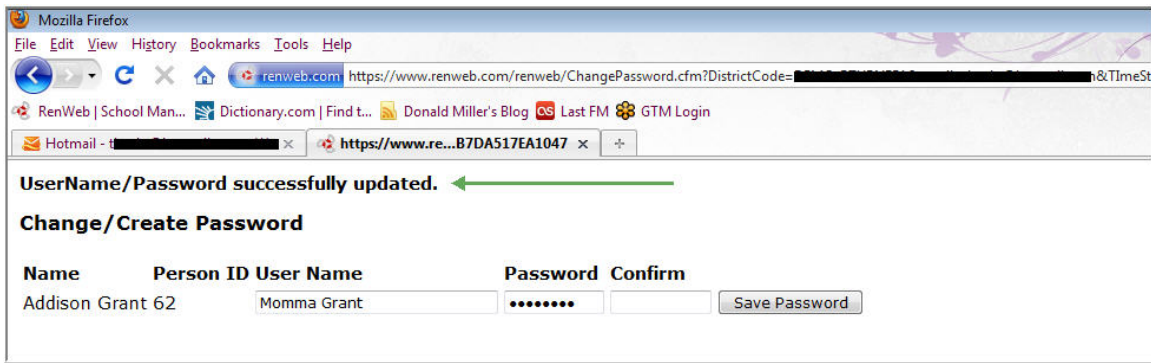 Mozilla Firefox
File Edit View History Bookmarks Tools Help
renweb.com https://www.renweb.com/renweb/ChangePassword.cfm?DistrictCode= n&TImeSt
RenWeb | School Man... Dictionary.com | Find t... Donald Miller's Blog Last FM GTM Login
Hotmail - t https://www.re...B7DA517EA1047
UserName/Password successfully updated.
Change/Create Password
Name Person ID User Name Password Confirm
Addison Grant 62 Momma Grant •••••••• Save Password